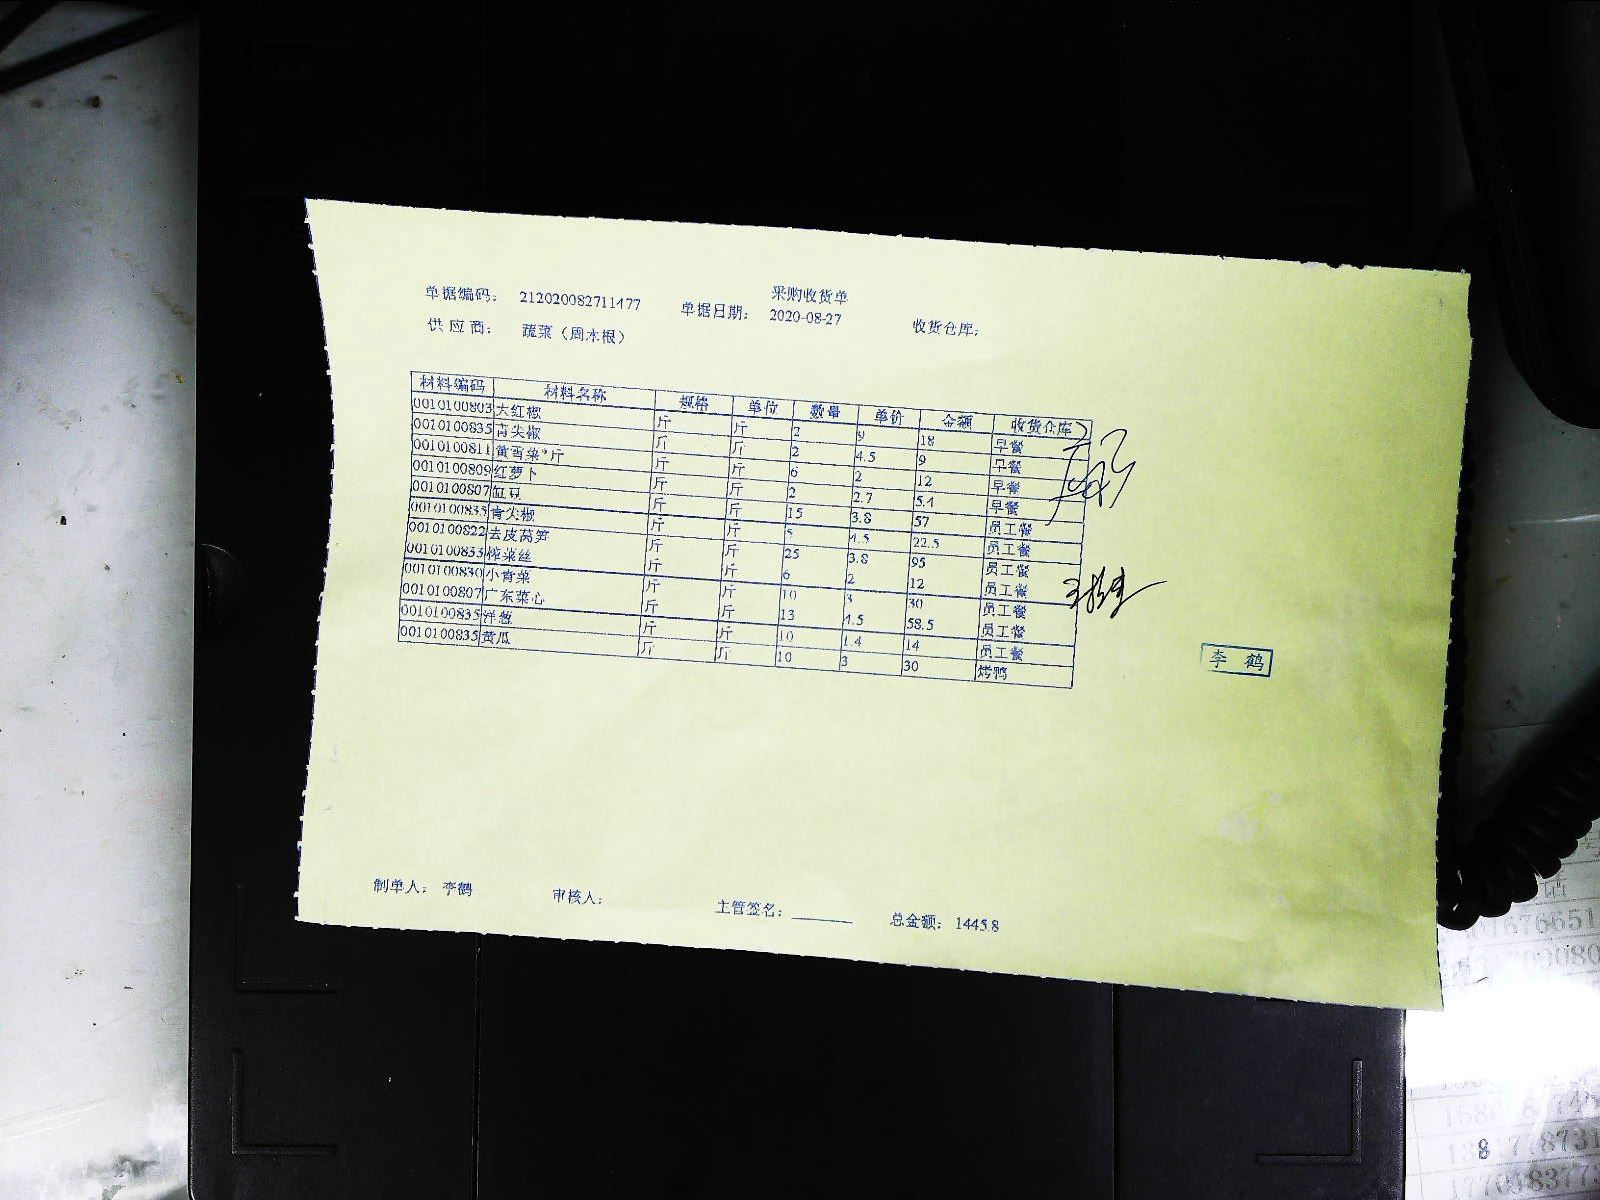 采购收货单
单据编码： 212020082711477 单据日期： 2020-08-27 收货仓库：
供应商： 蔬菜（周木根）
材料编码 材料名称 规格 单位 数量 单价 金额 收货仓库
0010100803 大红椒 斤 斤 2 9 18 早餐
0010100835 青尖椒 斤 斤 2 4.5 9 早餐
0010100811 黄雪菜*斤 斤 斤 6 2 12 早餐
0010100809 红萝卜 斤 斤 2 2.7 5.4 早餐
0010100807 缸豆 斤 斤 15 3.8 57 员工餐
0010100835 青尖椒 斤 斤 5 4.5 22.5 员工餐
0010100822 去皮莴笋 斤 斤 25 3.8 95 员工餐
0010100833 榨菜丝 斤 斤 6 2 12 员工餐
0010100830 小青菜 斤 斤 10 3 30 员工餐
0010100807 广东菜心 斤 斤 13 4.5 58.5 员工餐
0010100835 洋葱 斤 斤 10 1.4 14 员工餐
0010100835 黄瓜 斤 斤 10 3 30 烤鸭
李 鹤
制单人： 李鹤 审核人： 主管签名： 总金额： 1445.8